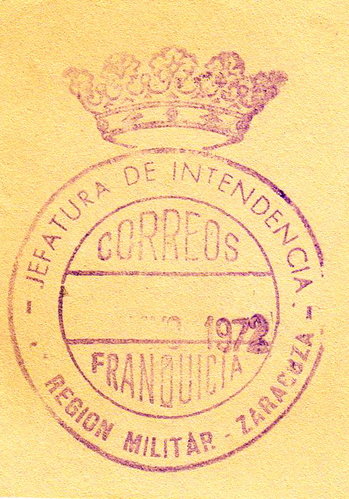 - JEFATURA DE INTENDENCIA. -
CORREOS
1972
FRANQUICIA
REGION MILITAR - ZARAGOZA